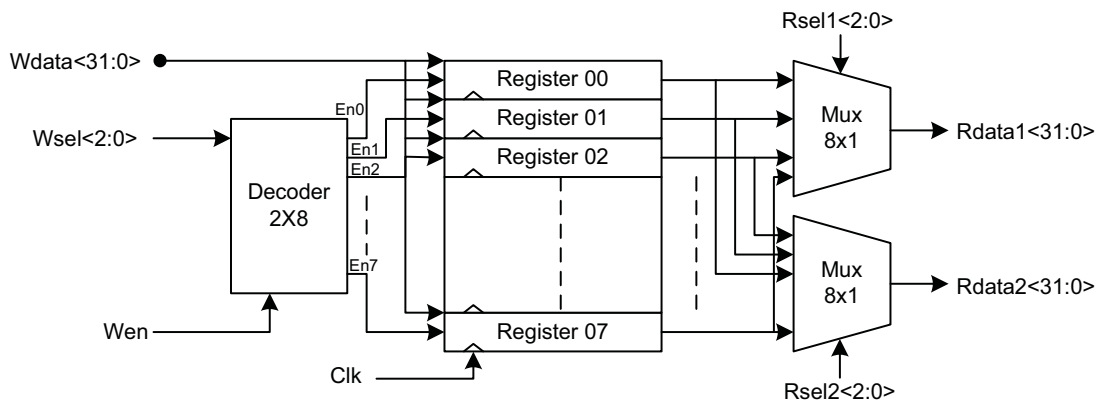 Rsel1<2:0>
Wdata<31:0>
Register 00
En0
Register 01
Mux
8x1
Rdata1<31:0>
Wsel<2:0>
En1
En2
Register 02
Decoder
2X8
En7
Mux
8x1
Rdata2<31:0>
Wen
Register 07
Clk
Rsel2<2:0>